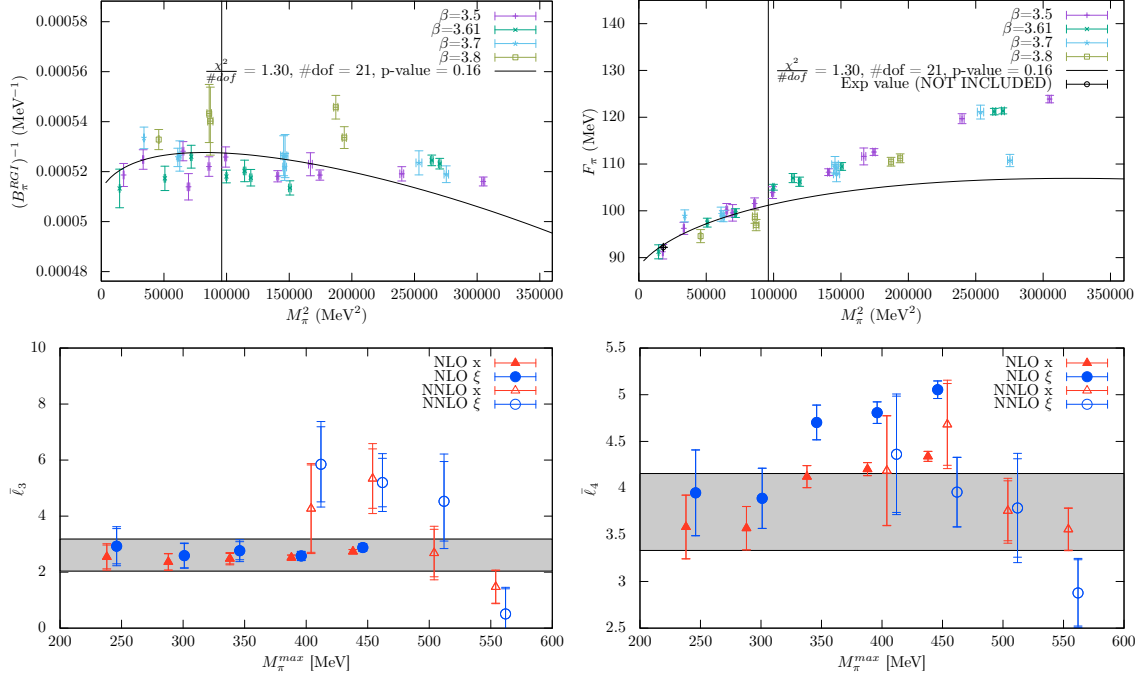 0.00058
0.00056
0.00054
0.00052
0.0005
0.00048
(B_π^{RGI})^{-1} (MeV^{-1})
β=3.5
β=3.61
β=3.7
β=3.8
χ²/#dof = 1.30, #dof = 21, p-value = 0.16
0 50000 100000 150000 200000 250000 300000 350000
M_π² (MeV²)
140
130
120
110
100
90
F_π (MeV)
β=3.5
β=3.61
β=3.7
β=3.8
χ²/#dof = 1.30, #dof = 21, p-value = 0.16
Exp value (NOT INCLUDED)
0 50000 100000 150000 200000 250000 300000 350000
M_π² (MeV²)
10
8
6
4
2
0
ℓ̄₃
NLO x
NLO ξ
NNLO x
NNLO ξ
200 250 300 350 400 450 500 550 600
M_π^{max} [MeV]
5.5
5
4.5
4
3.5
3
2.5
ℓ̄₄
NLO x
NLO ξ
NNLO x
NNLO ξ
200 250 300 350 400 450 500 550 600
M_π^{max} [MeV]